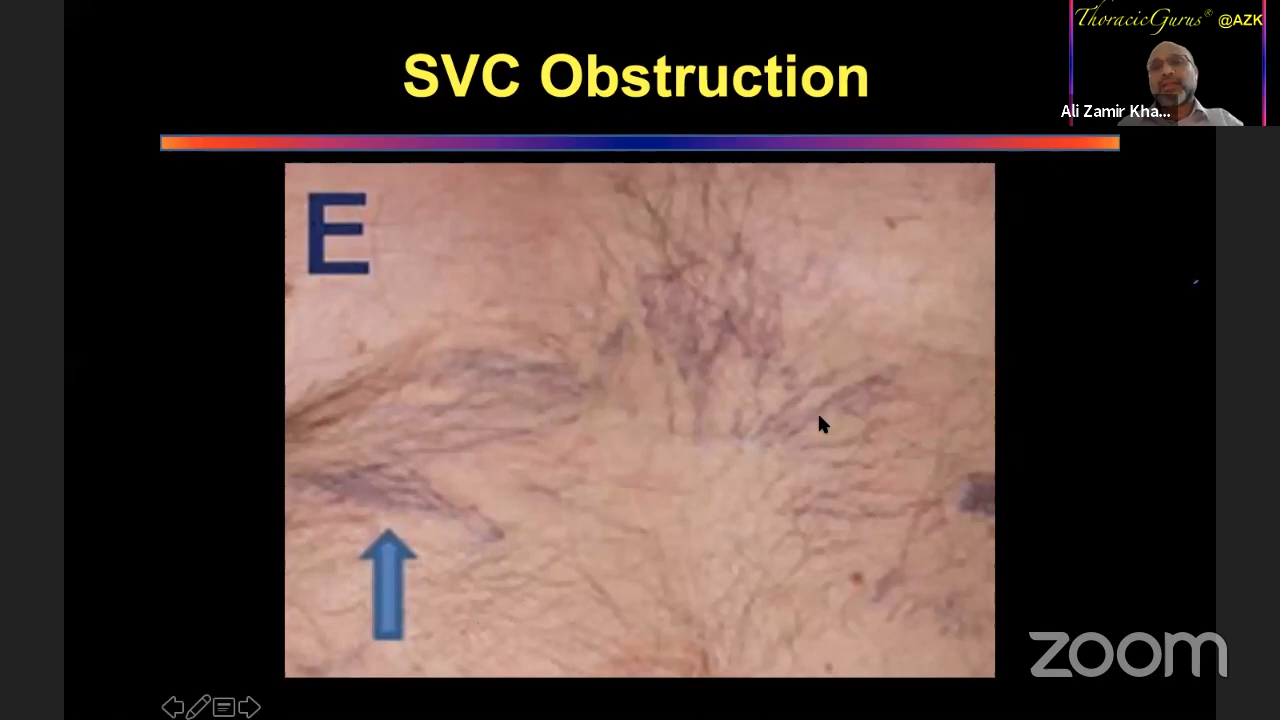 ThoracicGurus® @AZK
SVC Obstruction
Ali Zamir Kha...
E
zoom